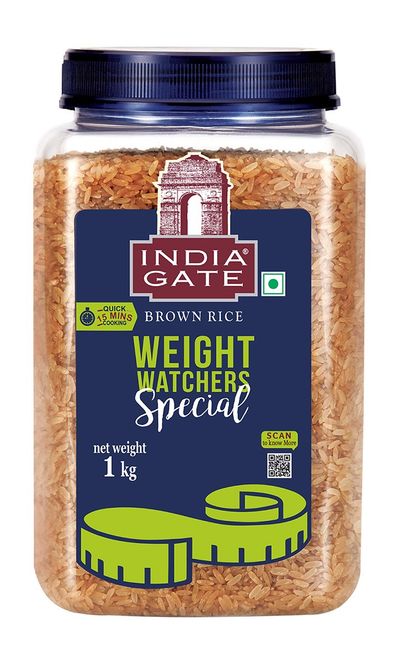 INDIA®
GATE
BROWN RICE
QUICK
15 MINS
COOKING
WEIGHT
WATCHERS
Special
net weight
1 kg
SCAN
to know More